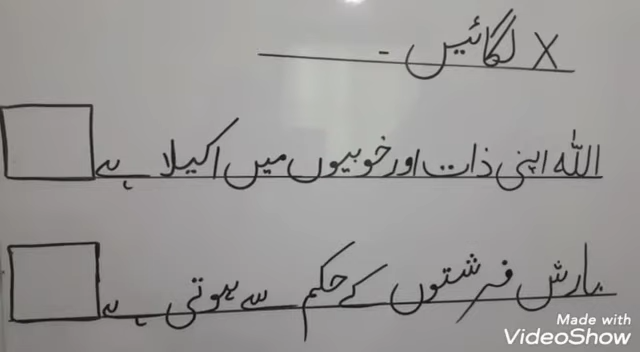 X لگائیں -
اللہ اپنی ذات اور خوبیوں میں اکیلا ہے
بارش فرشتوں کے حکم سے ہوتی ہے
Made with
VideoShow